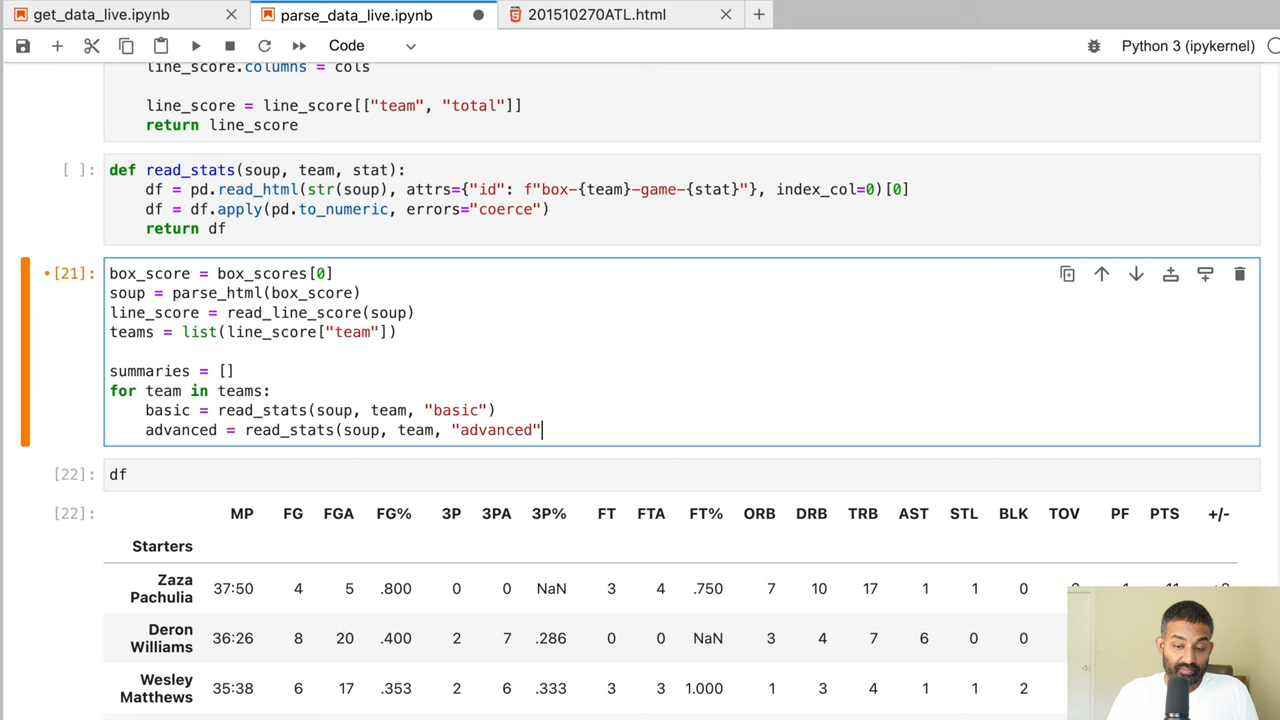 get_data_live.ipynb
parse_data_live.ipynb
201510270ATL.html
Code
Python 3 (ipykernel)
line_score.columns = cols
line_score = line_score[["team", "total"]]
return line_score
[ ]:
def read_stats(soup, team, stat):
df = pd.read_html(str(soup), attrs={"id": f"box-{team}-game-{stat}"}, index_col=0)[0]
df = df.apply(pd.to_numeric, errors="coerce")
return df
[21]:
box_score = box_scores[0]
soup = parse_html(box_score)
line_score = read_line_score(soup)
teams = list(line_score["team"])
summaries = []
for team in teams:
basic = read_stats(soup, team, "basic")
advanced = read_stats(soup, team, "advanced"
[22]: df
[22]: MP FG FGA FG% 3P 3PA 3P% FT FTA FT% ORB DRB TRB AST STL BLK TOV PF PTS +/-
Starters
Zaza Pachulia 37:50 4 5 .800 0 0 NaN 3 4 .750 7 10 17 1 1 0
Deron Williams 36:26 8 20 .400 2 7 .286 0 0 NaN 3 4 7 6 0 0
Wesley Matthews 35:38 6 17 .353 2 6 .333 3 3 1.000 1 3 4 1 1 2